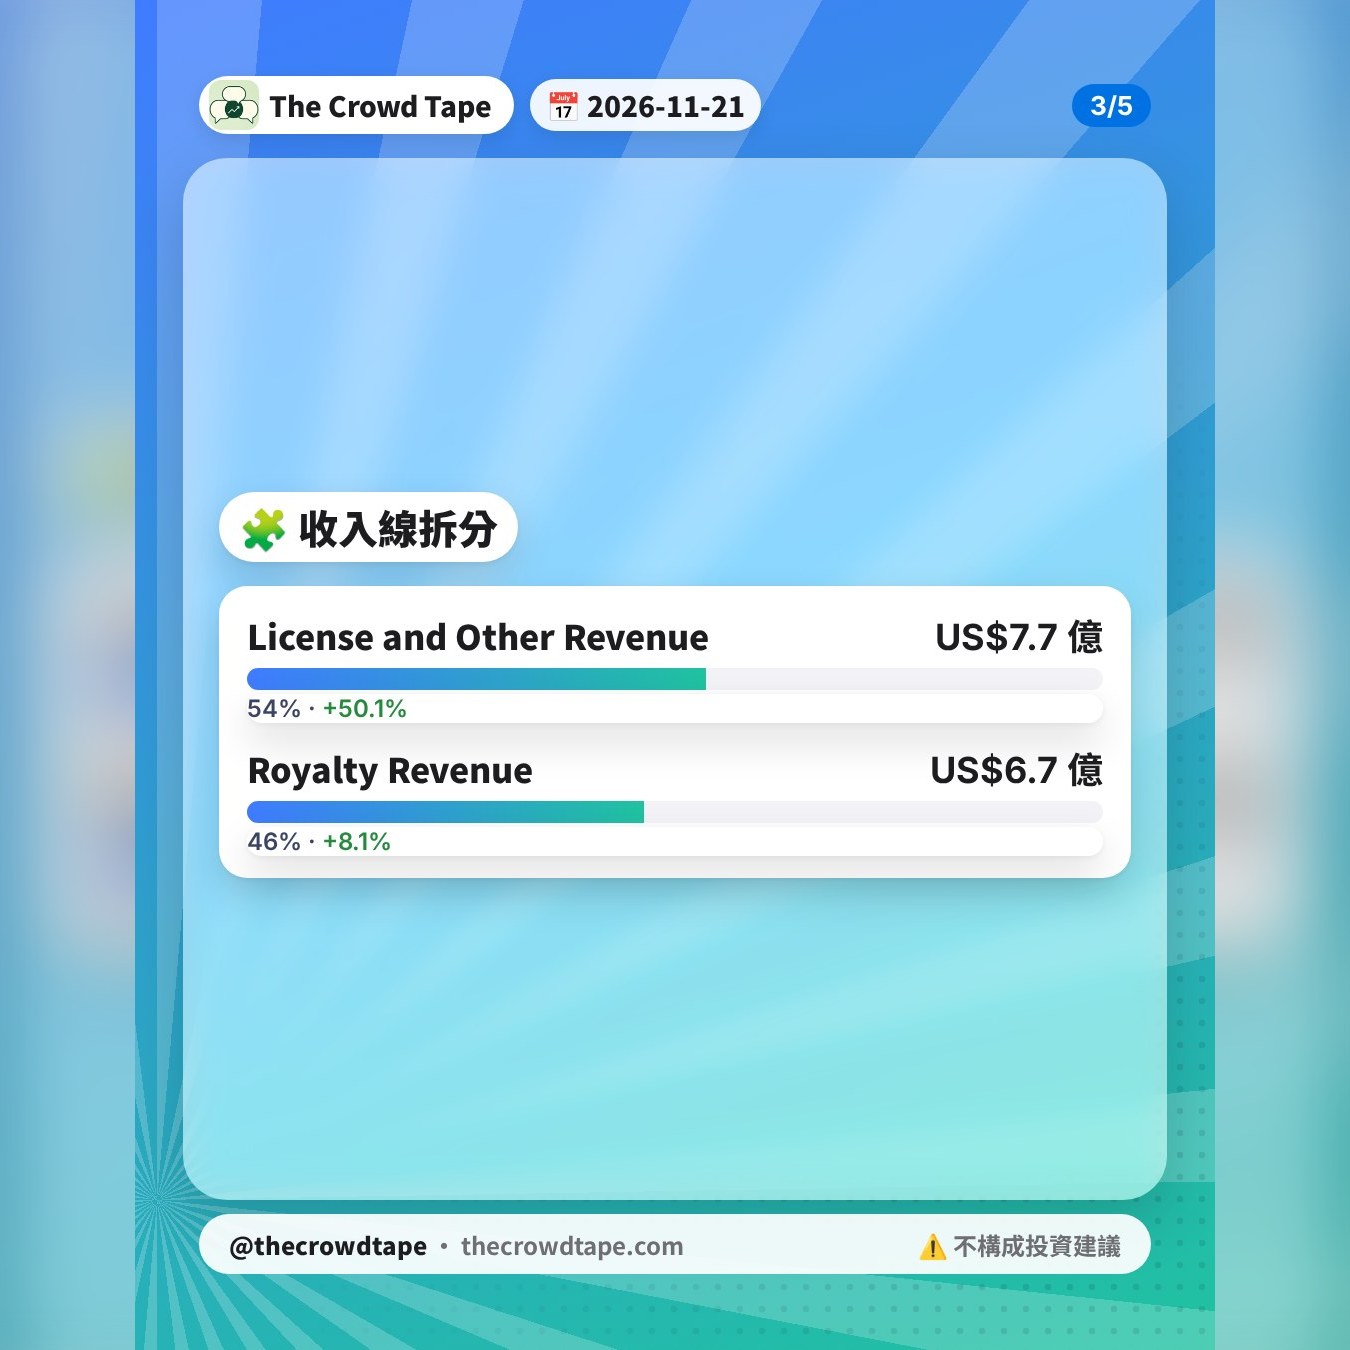 The Crowd Tape
2026-11-21
3/5
收入線拆分
License and Other Revenue US$7.7 億
54% · +50.1%
Royalty Revenue US$6.7 億
46% · +8.1%
@thecrowdtape • thecrowdtape.com ⚠️ 不構成投資建議